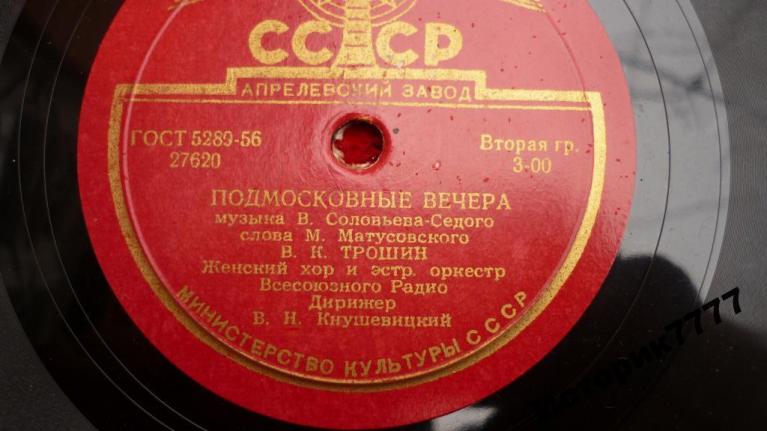 СССР
АПРЕЛЕВСКИЙ ЗАВОД
ГОСТ 5289-56
27620
Вторая гр.
3-00
ПОДМОСКОВНЫЕ ВЕЧЕРА
музыка В. Соловьева-Седого
слова М. Матусовского
В. К. ТРОШИН
Женский хор и эстр. оркестр
Всесоюзного Радио
Дирижер
В. Н. Кнушевицкий
МИНИСТЕРСТВО КУЛЬТУРЫ СССР
Историк7777